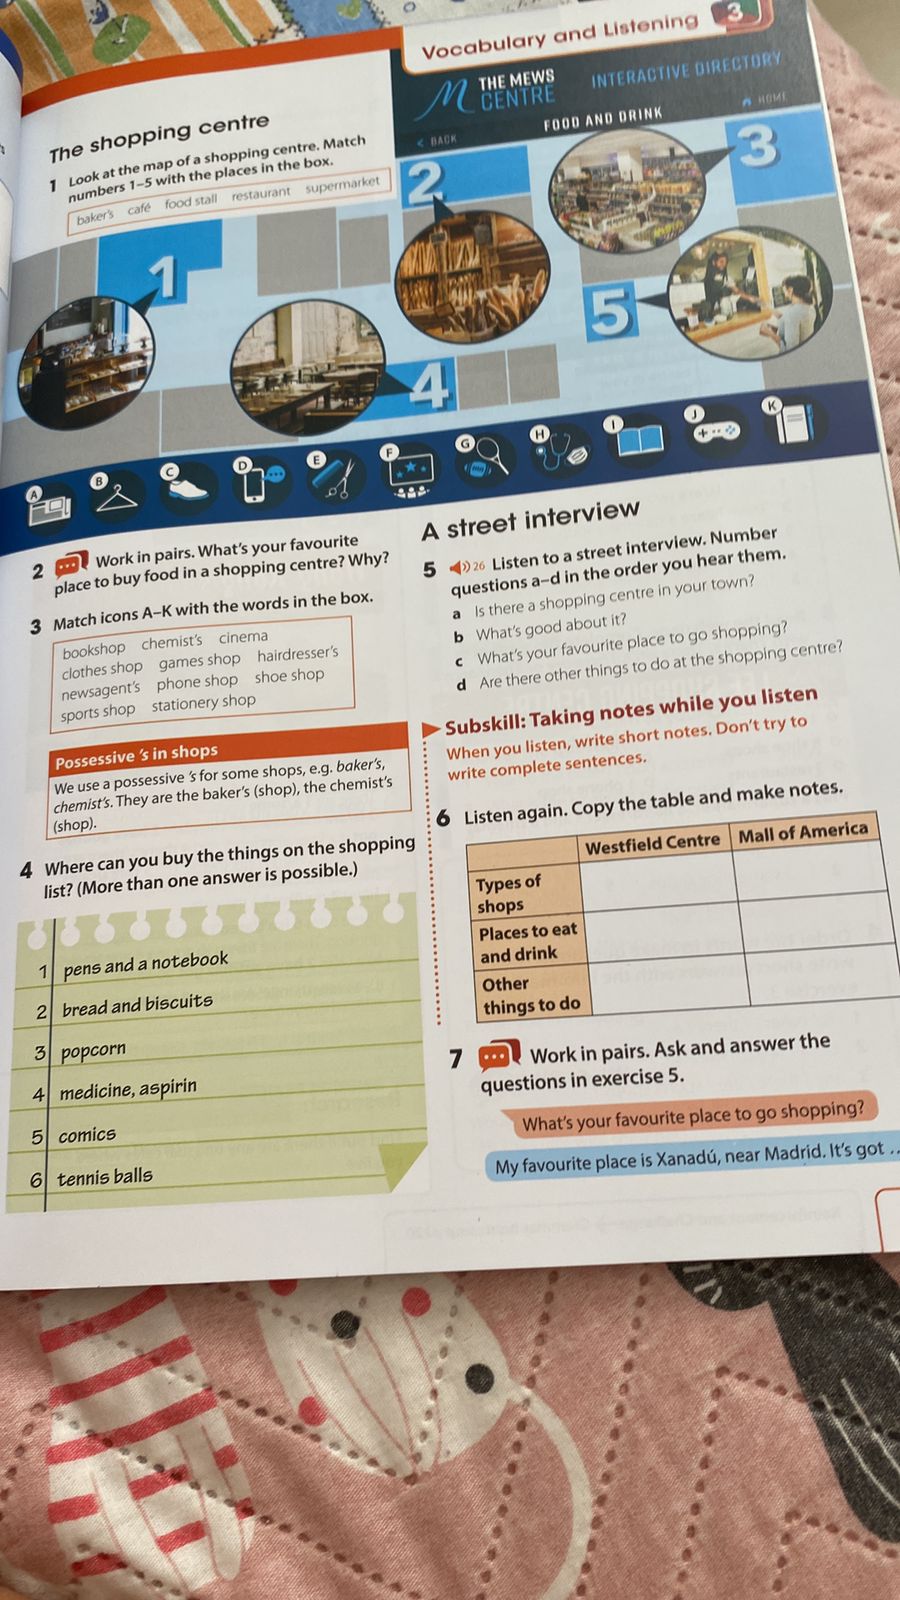 Vocabulary and Listening 3
The shopping centre
1 Look at the map of a shopping centre. Match
numbers 1–5 with the places in the box.
baker's café food stall restaurant supermarket
M THE MEWS
CENTRE
INTERACTIVE DIRECTORY
< BACK
FOOD AND DRINK
HOME
1
2
3
4
5
A
B
C
D
E
F
G
H
I
J
K
2 Work in pairs. What's your favourite
place to buy food in a shopping centre? Why?
3 Match icons A–K with the words in the box.
bookshop chemist's cinema
clothes shop games shop hairdresser's
newsagent's phone shop shoe shop
sports shop stationery shop
Possessive 's in shops
We use a possessive 's for some shops, e.g. baker's,
chemist's. They are the baker's (shop), the chemist's
(shop).
4 Where can you buy the things on the shopping
list? (More than one answer is possible.)
1 pens and a notebook
2 bread and biscuits
3 popcorn
4 medicine, aspirin
5 comics
6 tennis balls
A street interview
5 26 Listen to a street interview. Number
questions a–d in the order you hear them.
a Is there a shopping centre in your town?
b What's good about it?
c What's your favourite place to go shopping?
d Are there other things to do at the shopping centre?
Subskill: Taking notes while you listen
When you listen, write short notes. Don't try to
write complete sentences.
6 Listen again. Copy the table and make notes.
Westfield Centre Mall of America
Types of
shops
Places to eat
and drink
Other
things to do
7 Work in pairs. Ask and answer the
questions in exercise 5.
What's your favourite place to go shopping?
My favourite place is Xanadú, near Madrid. It's got ..